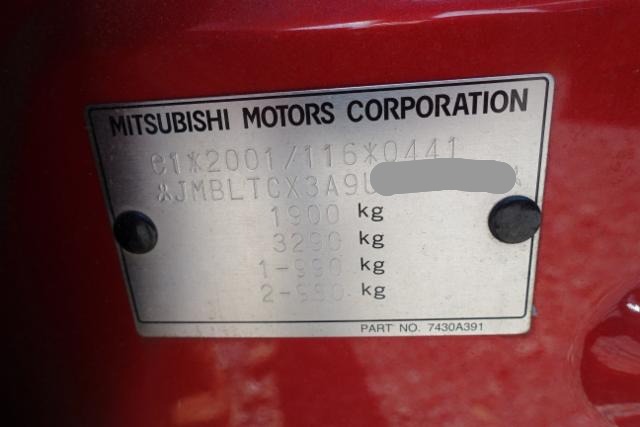 MITSUBISHI MOTORS CORPORATION
e1*2001/116*0441
*JMBLTCX3A9U
1900 kg
3290 kg
1-990 kg
2-990 kg
PART NO. 7430A391